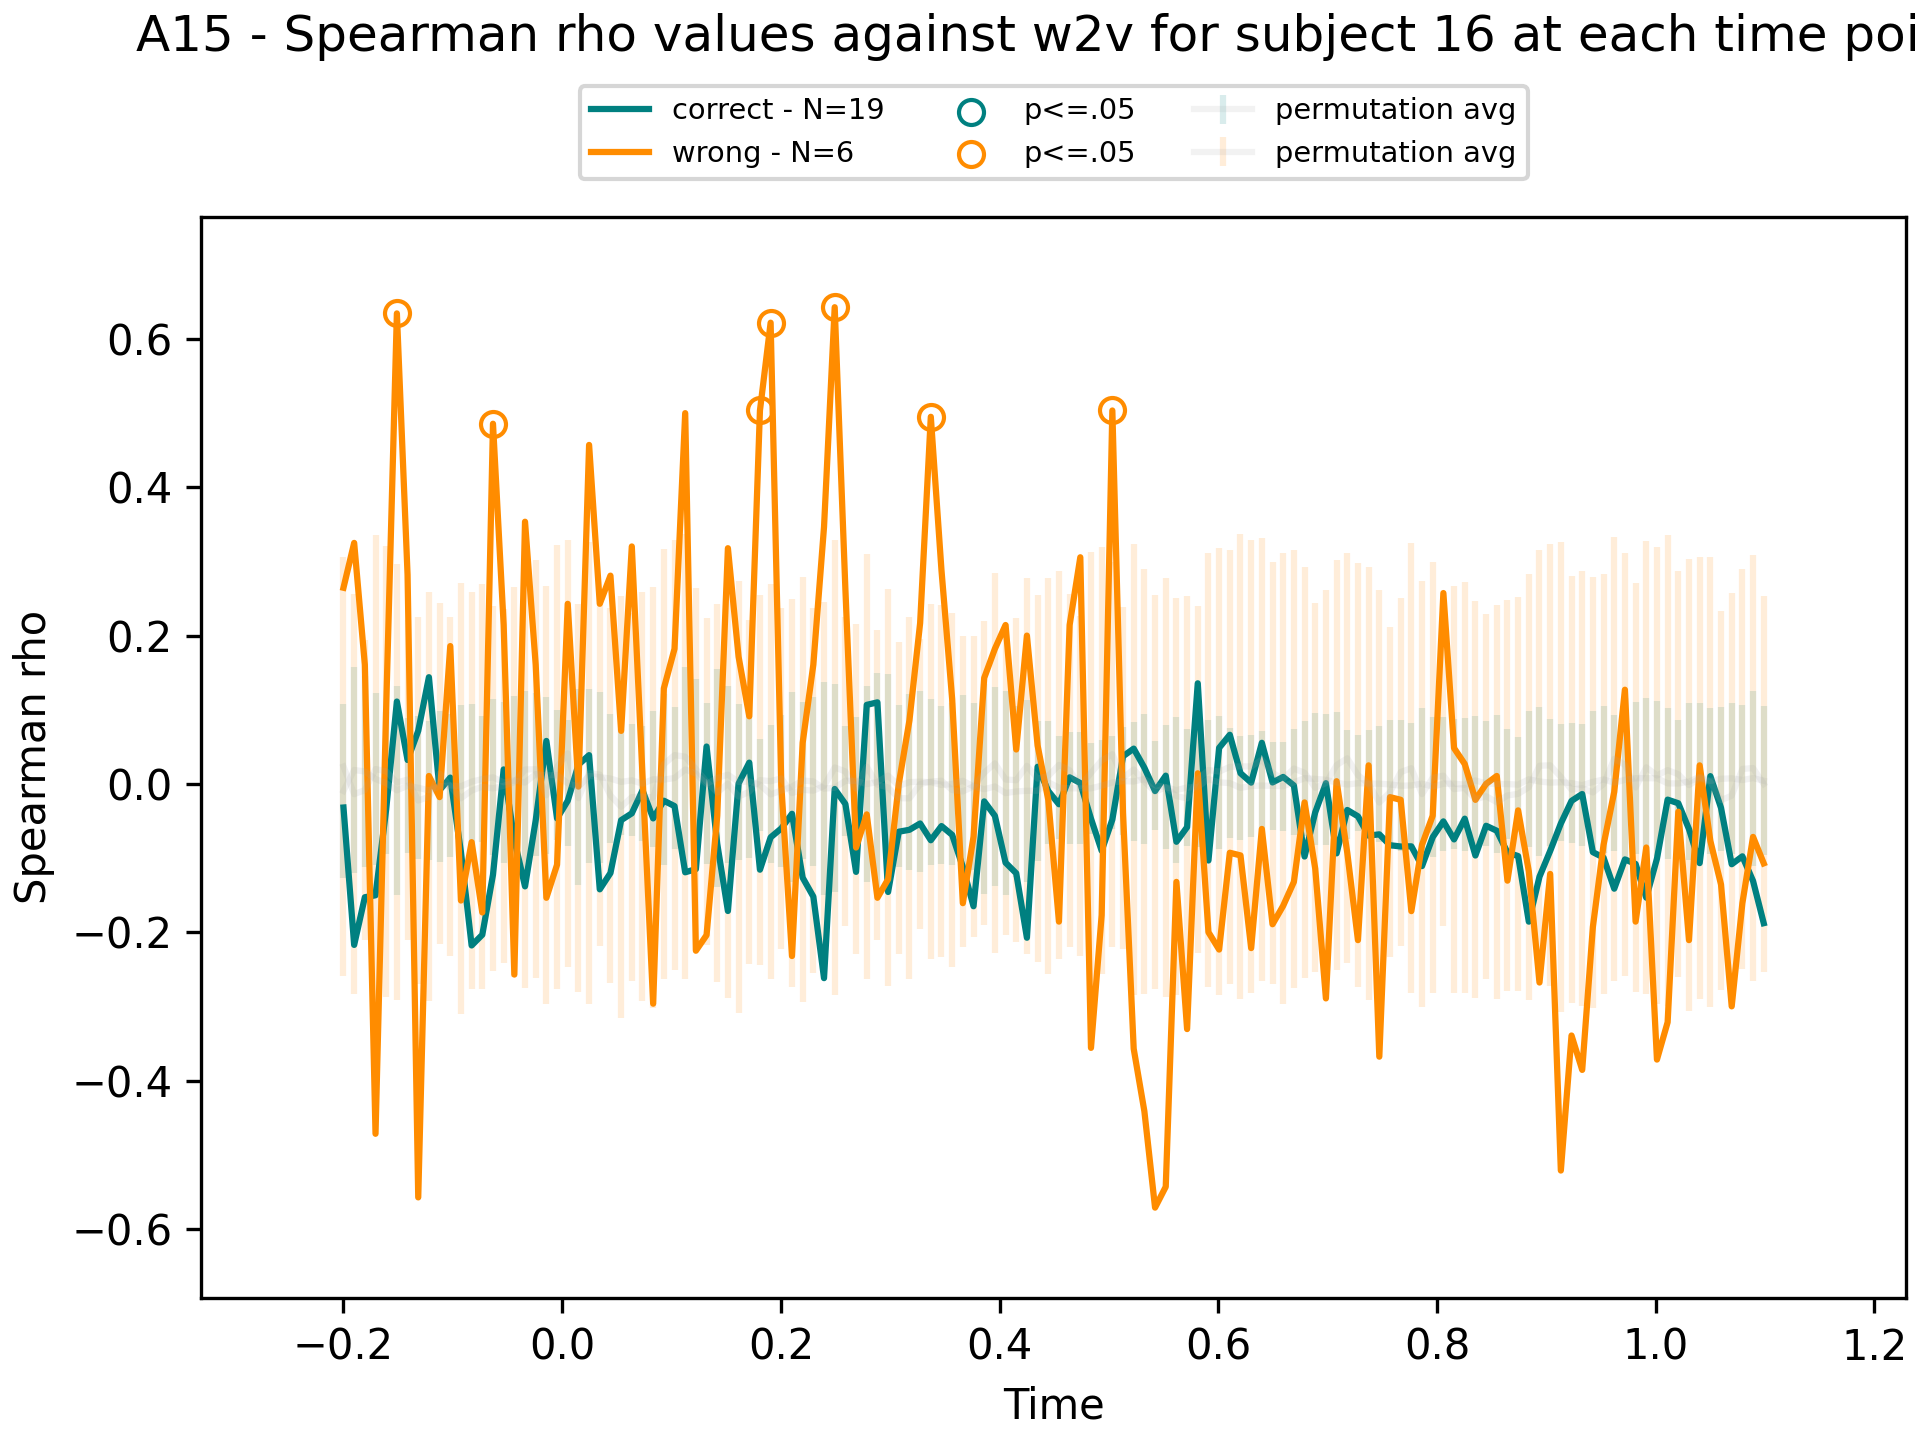 A15 - Spearman rho values against w2v for subject 16 at each time poi
correct - N=19 p<=.05 permutation avg
wrong - N=6 p<=.05 permutation avg
Spearman rho
0.6
0.4
0.2
0.0
−0.2
−0.4
−0.6
−0.2 0.0 0.2 0.4 0.6 0.8 1.0 1.2
Time